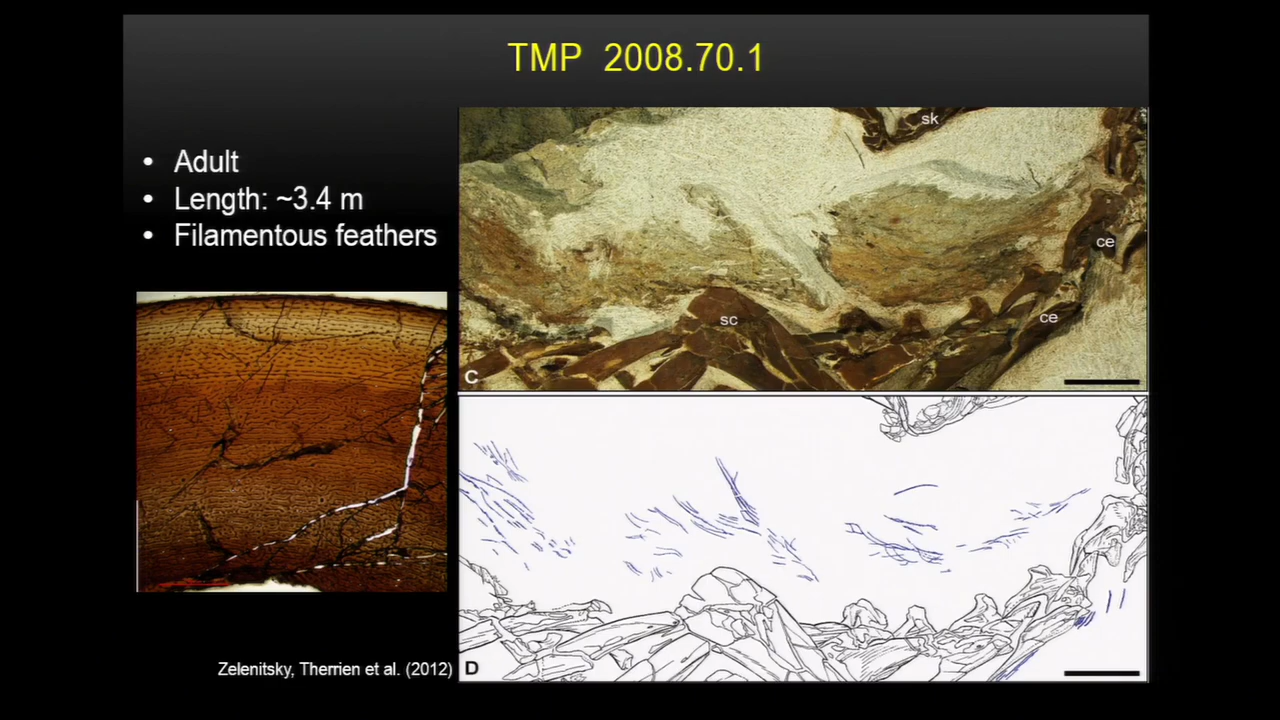 TMP 2008.70.1
• Adult
• Length: ~3.4 m
• Filamentous feathers
sk
ce
sc
ce
C
D
Zelenitsky, Therrien et al. (2012)